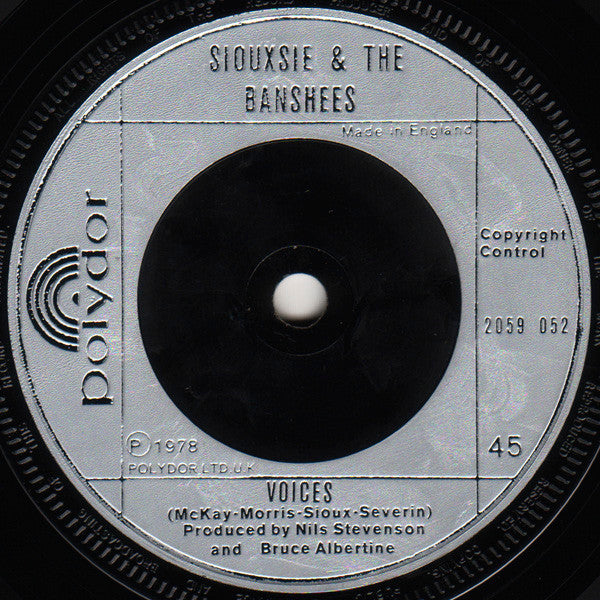 SIOUXSIE & THE
BANSHEES
Made in England
polydor
Copyright
Control
2059 052
P 1978
POLYDOR LTD.U.K
45
VOICES
(McKay-Morris-Sioux-Severin)
Produced by Nils Stevenson
and Bruce Albertine